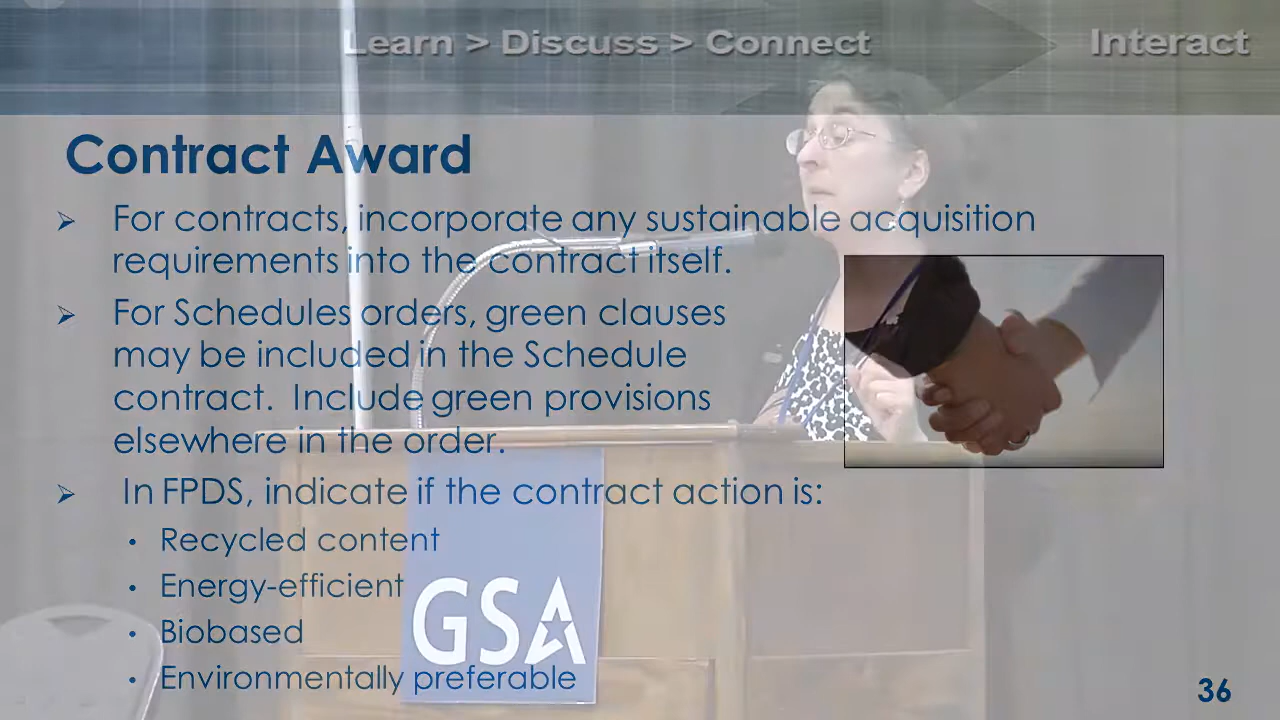 Learn > Discuss > Connect Interact
Contract Award
For contracts, incorporate any sustainable acquisition
requirements into the contract itself.
For Schedules orders, green clauses
may be included in the Schedule
contract. Include green provisions
elsewhere in the order.
In FPDS, indicate if the contract action is:
• Recycled content
• Energy-efficient
• Biobased
• Environmentally preferable
GSA
36